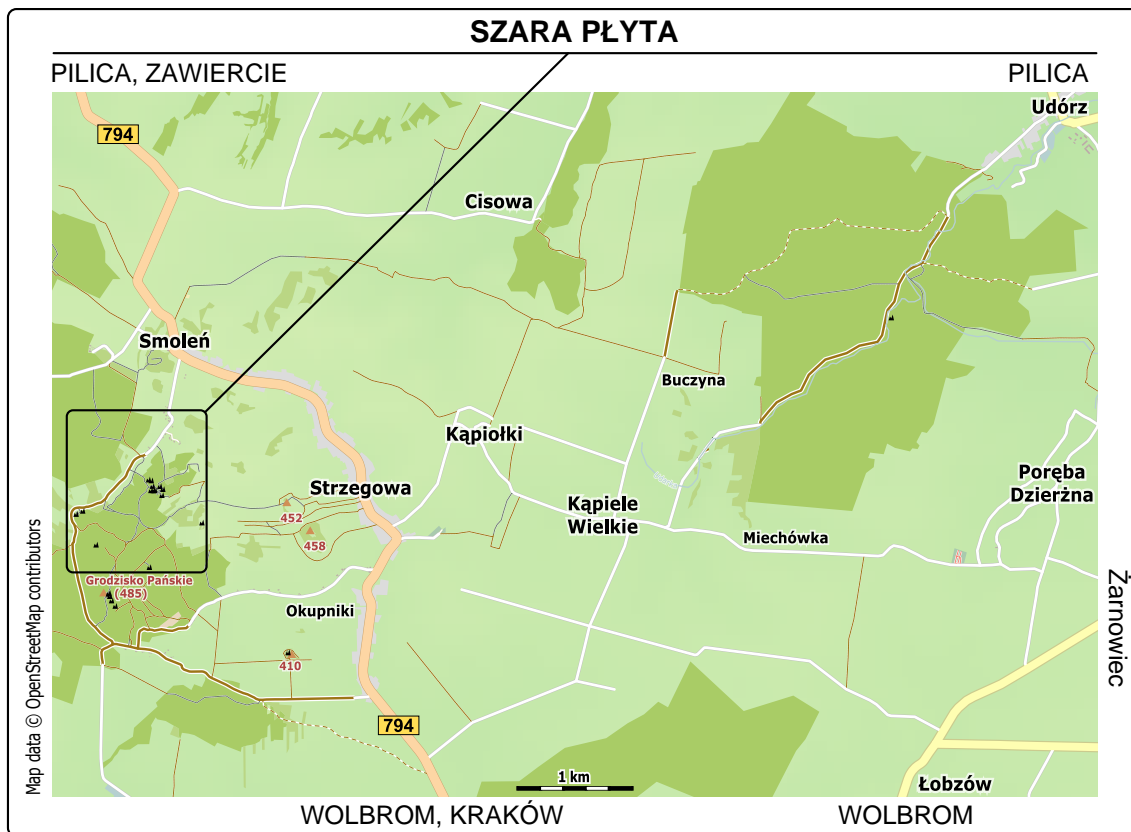 SZARA PŁYTA
PILICA, ZAWIERCIE
PILICA
Udórz
794
Cisowa
Smoleń
Buczyna
Kąpiołki
Strzegowa
452
458
Kąpiele
Wielkie
Poręba
Dzierżna
Miechówka
Grodzisko Pańskie
(485)
Okupniki
410
Żarnowiec
794
1 km
Łobzów
Map data © OpenStreetMap contributors
WOLBROM, KRAKÓW
WOLBROM